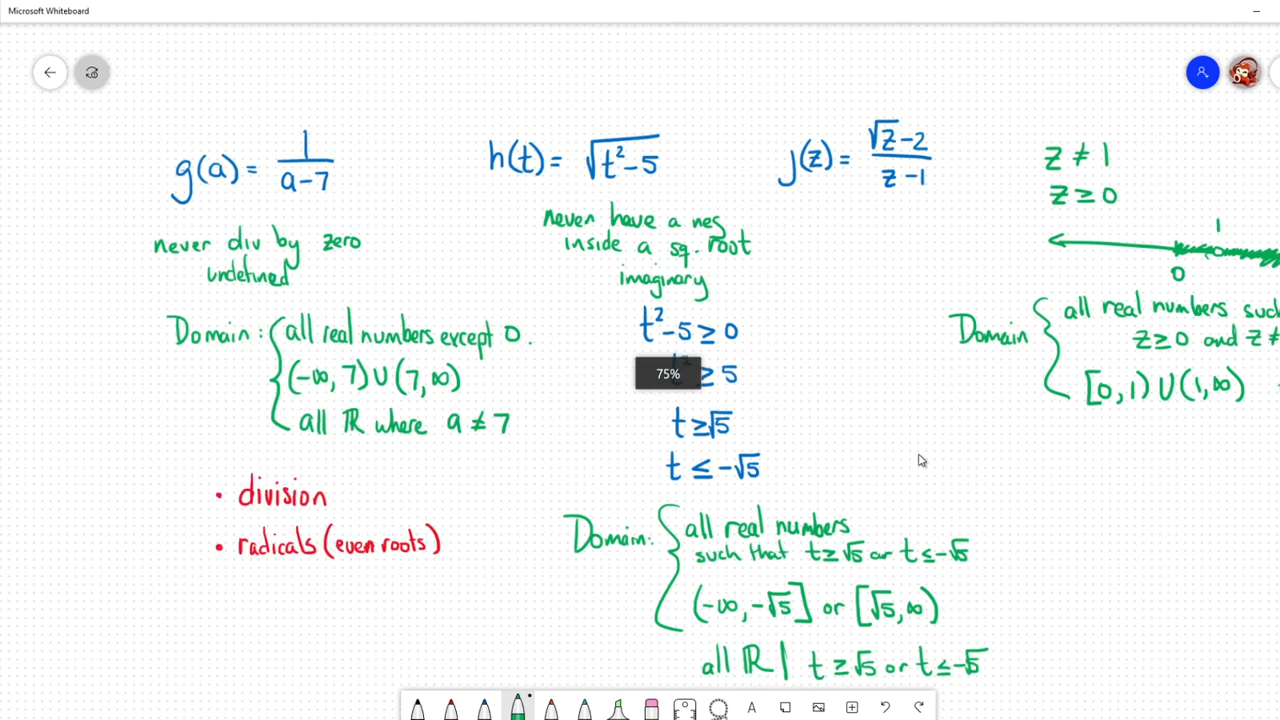 Microsoft Whiteboard
g(a) = 1/(a-7)
never div by zero
undefined
Domain: { all real numbers except 0.
(-∞, 7) ∪ (7, ∞)
all ℝ where a ≠ 7
• division
• radicals (even roots)
h(t) = √(t²-5)
never have a neg
inside a sq. root
imaginary
t²-5 ≥ 0
75%
≥ 5
t ≥ √5
t ≤ -√5
Domain: { all real numbers
such that t ≥ √5 or t ≤ -√5
(-∞, -√5] or [√5, ∞)
all ℝ | t ≥ √5 or t ≤ -√5
j(z) = (√z-2)/(z-1)
z ≠ 1
z ≥ 0
1
0
Domain { all real numbers
z ≥ 0 and z ≠
[0, 1) ∪ (1, ∞)
A